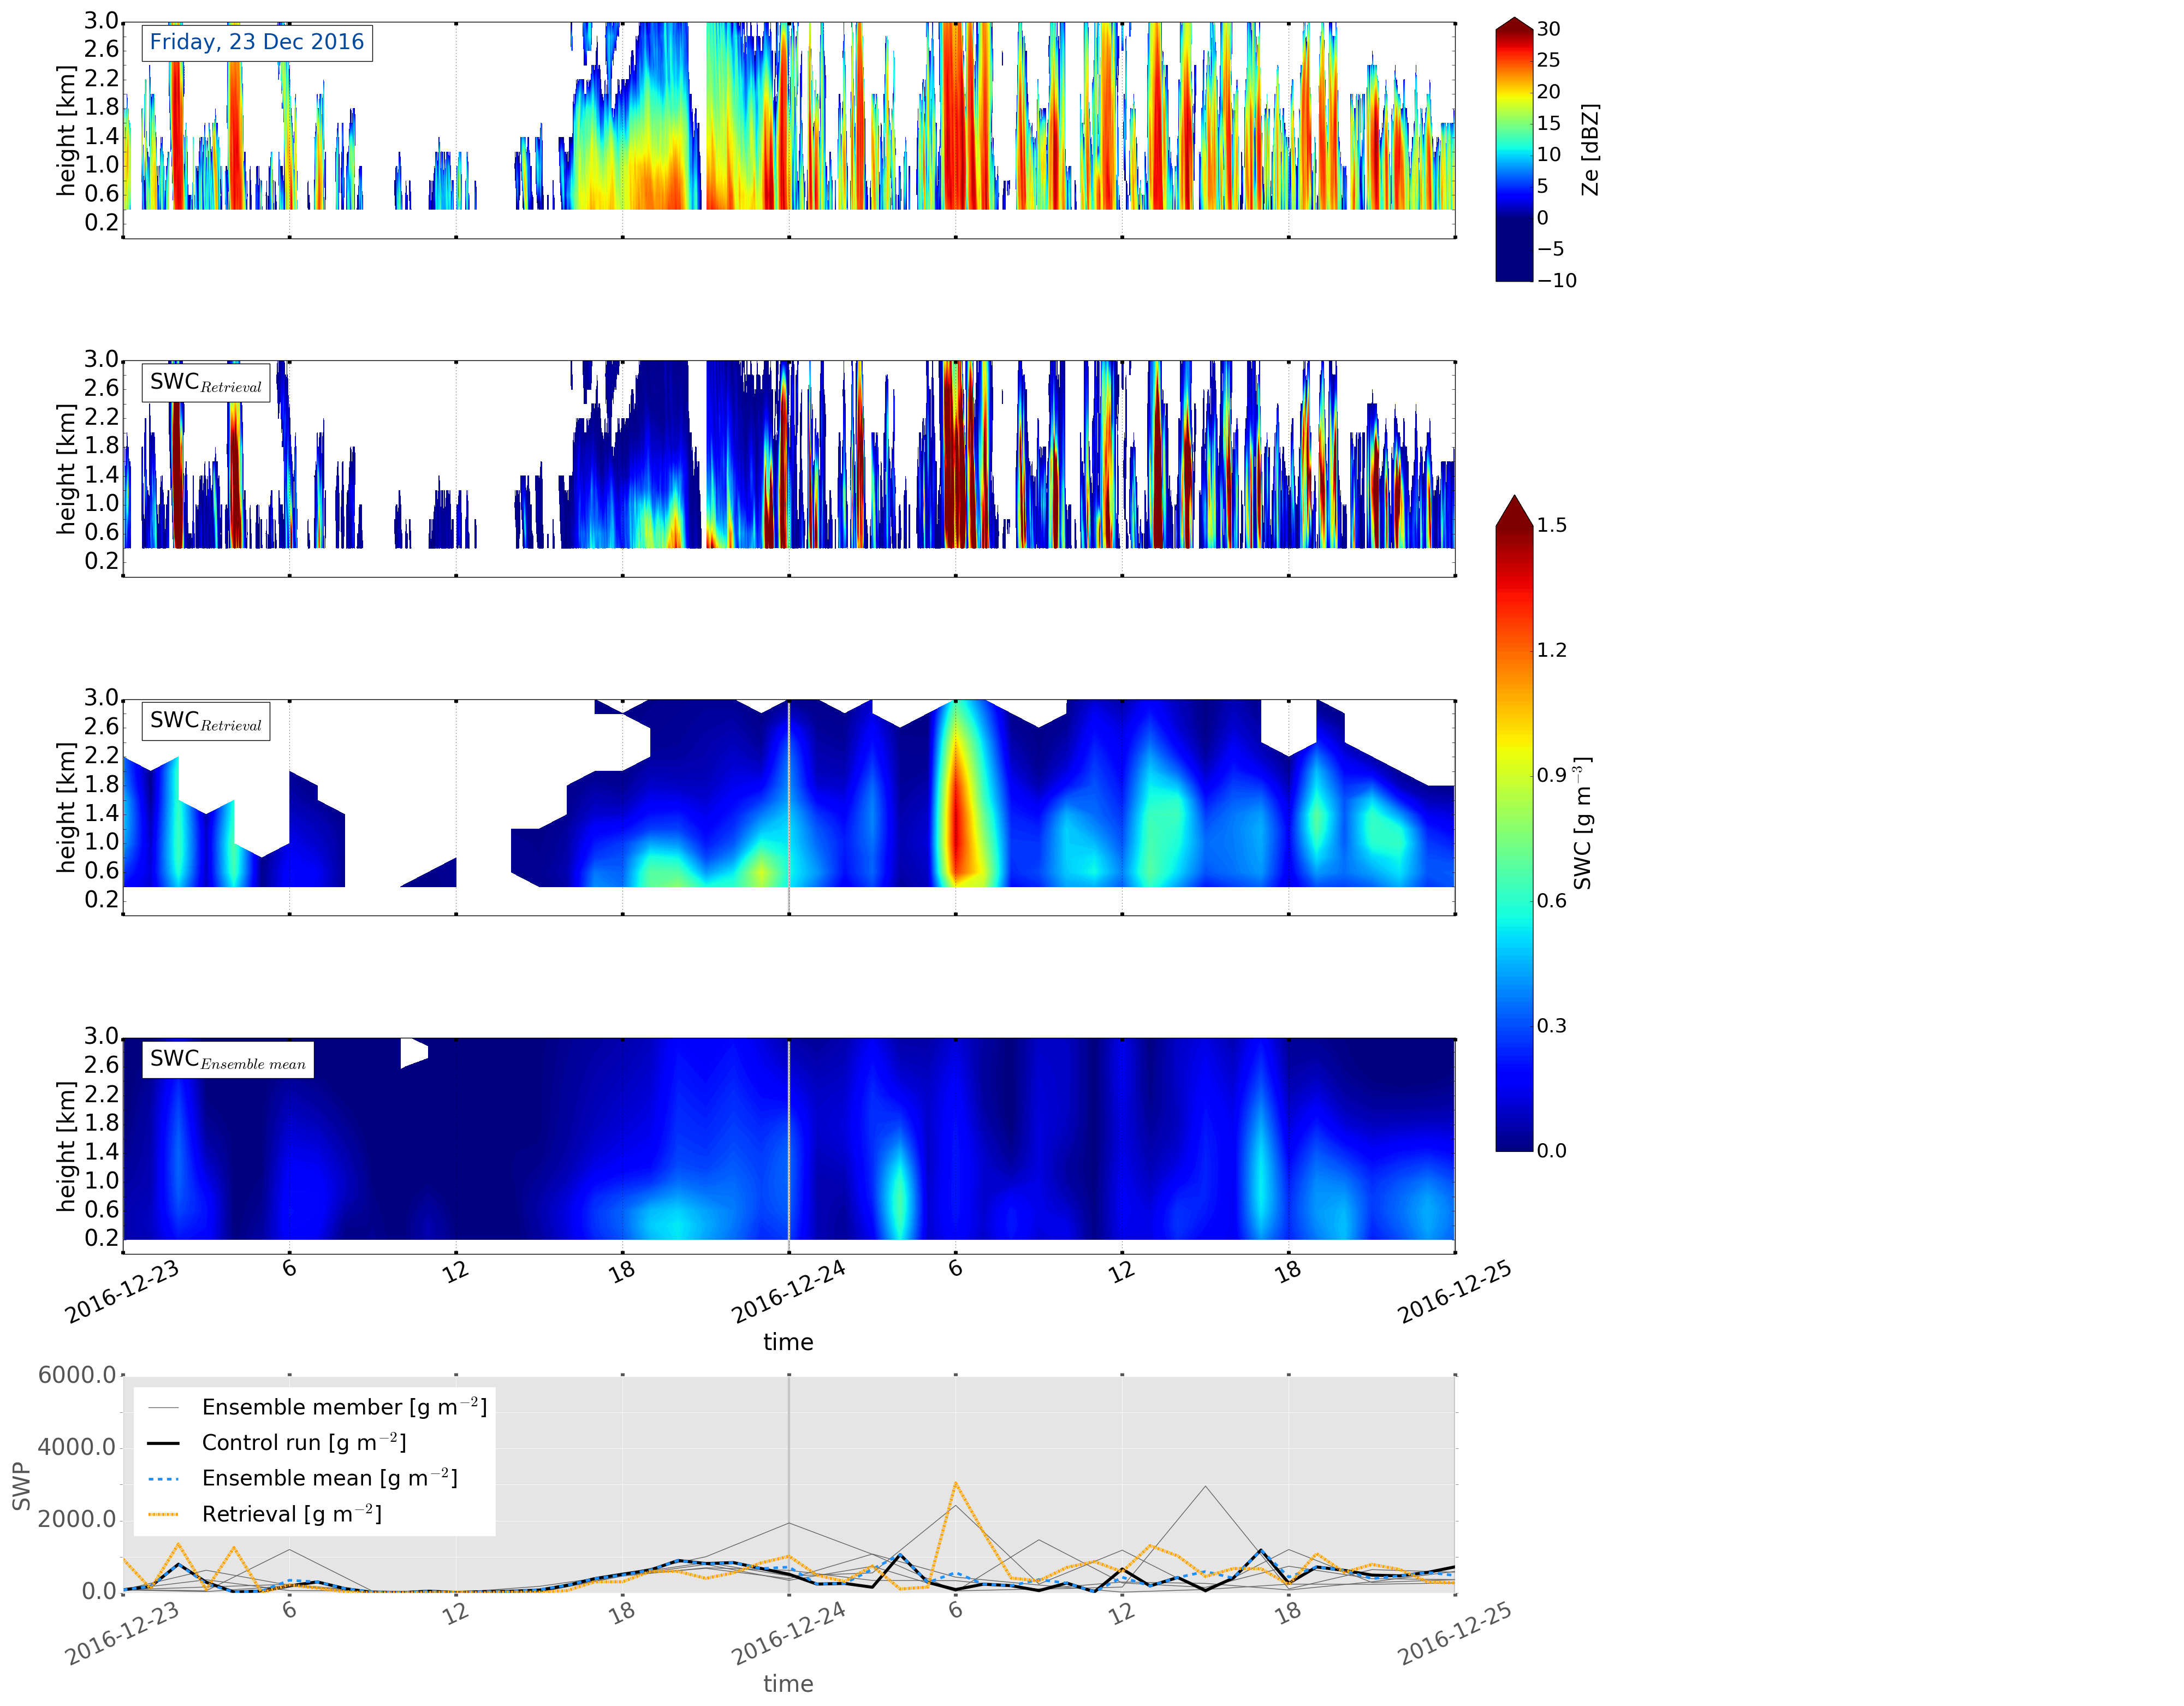 Friday, 23 Dec 2016
height [km]
3.0
2.6
2.2
1.8
1.4
1.0
0.6
0.2
30
25
20
15
10
5
0
−5
−10
Ze [dBZ]
SWC_Retrieval
height [km]
3.0
2.6
2.2
1.8
1.4
1.0
0.6
0.2
SWC_Retrieval
height [km]
3.0
2.6
2.2
1.8
1.4
1.0
0.6
0.2
1.5
1.2
0.9
0.6
0.3
0.0
SWC [g m⁻³]
SWC_Ensemble mean
height [km]
3.0
2.6
2.2
1.8
1.4
1.0
0.6
0.2
2016-12-23 6 12 18 2016-12-24 6 12 18 2016-12-25
time
SWP
6000.0
4000.0
2000.0
0.0
Ensemble member [g m⁻²]
Control run [g m⁻²]
Ensemble mean [g m⁻²]
Retrieval [g m⁻²]
2016-12-23 6 12 18 2016-12-24 6 12 18 2016-12-25
time